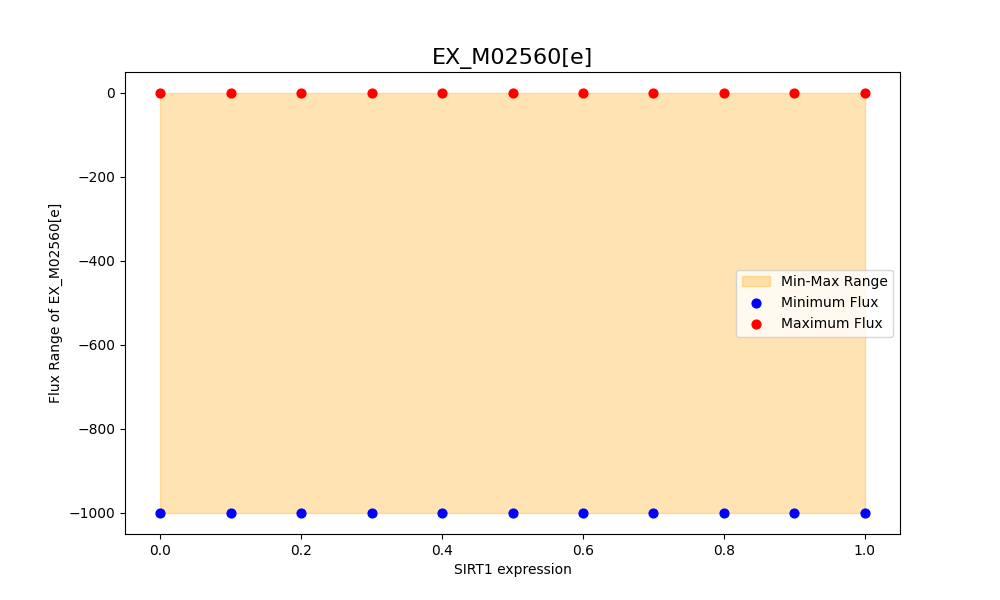 EX_M02560[e]
Flux Range of EX_M02560[e]
0
−200
−400
−600
−800
−1000
Min-Max Range
Minimum Flux
Maximum Flux
0.0 0.2 0.4 0.6 0.8 1.0
SIRT1 expression